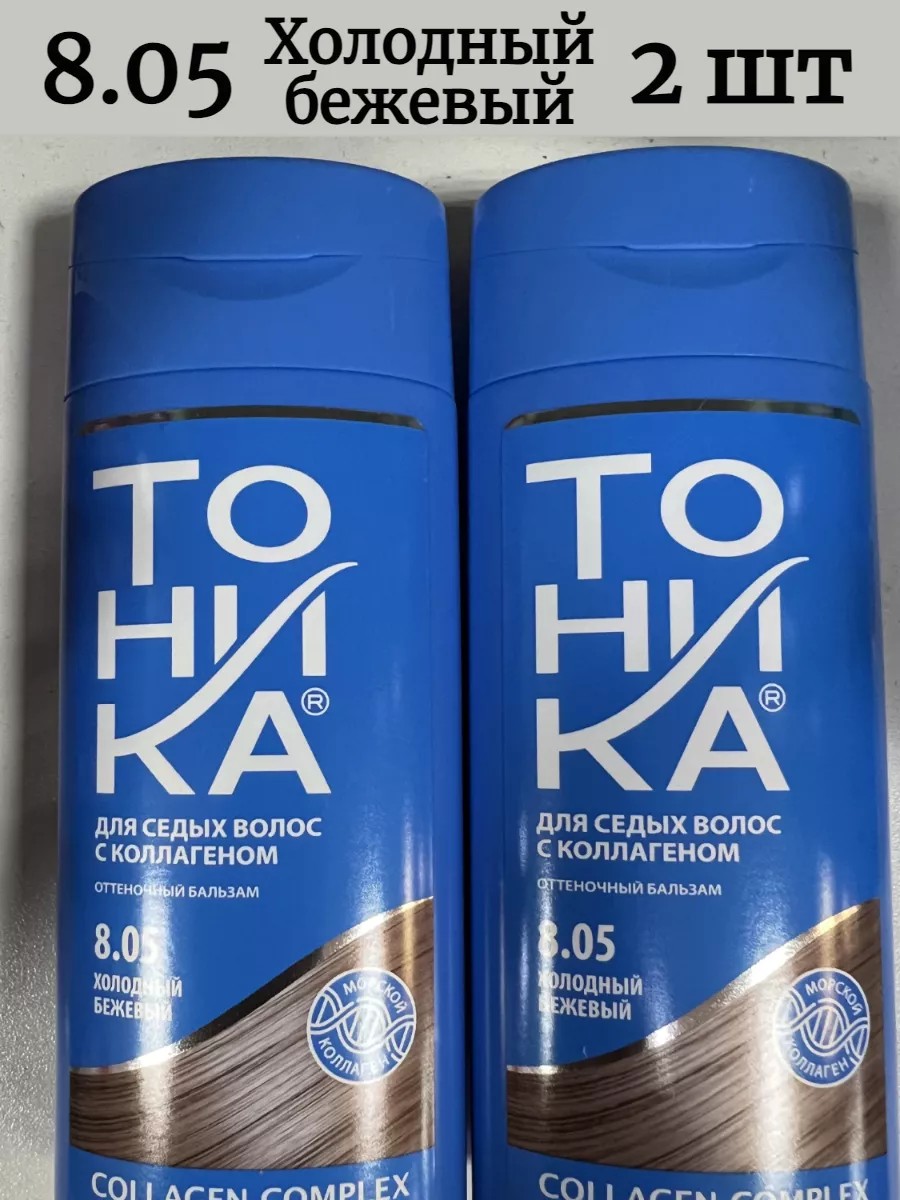 8.05 Холодный бежевый 2 шт
ТО
НИ
КА®
ДЛЯ СЕДЫХ ВОЛОС
С КОЛЛАГЕНОМ
ОТТЕНОЧНЫЙ БАЛЬЗАМ
8.05
ХОЛОДНЫЙ
БЕЖЕВЫЙ
МОРСКОЙ
КОЛЛАГЕН
COLLAGEN COMPLEX
ТО
НИ
КА®
ДЛЯ СЕДЫХ ВОЛОС
С КОЛЛАГЕНОМ
ОТТЕНОЧНЫЙ БАЛЬЗАМ
8.05
ХОЛОДНЫЙ
БЕЖЕВЫЙ
МОРСКОЙ
КОЛЛАГЕН
COLLAGEN COMPLEX